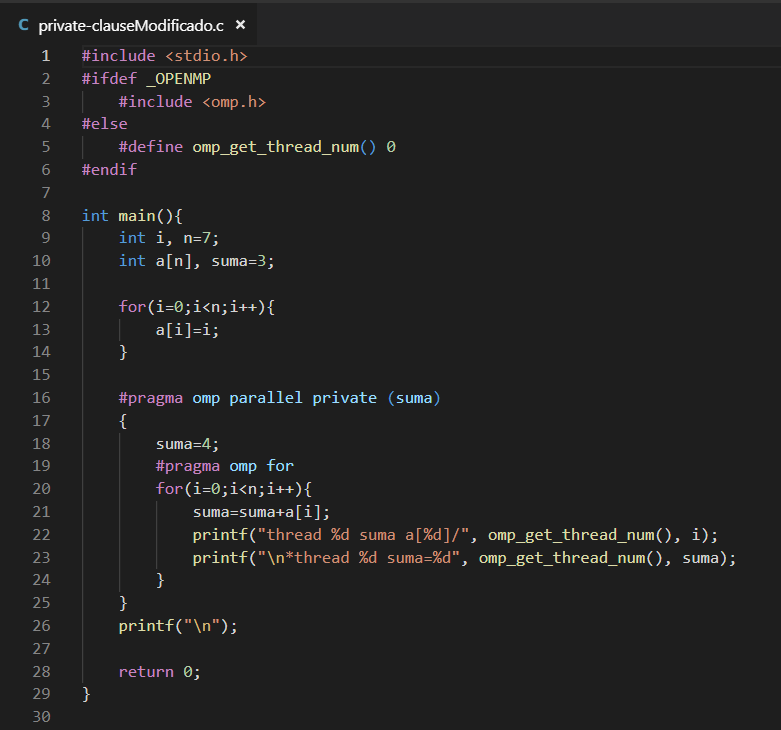 C private-clauseModificado.c ×
1 #include <stdio.h>
2 #ifdef _OPENMP
3     #include <omp.h>
4 #else
5     #define omp_get_thread_num() 0
6 #endif
7
8 int main(){
9     int i, n=7;
10     int a[n], suma=3;
11
12     for(i=0;i<n;i++){
13         a[i]=i;
14     }
15
16     #pragma omp parallel private (suma)
17     {
18         suma=4;
19         #pragma omp for
20         for(i=0;i<n;i++){
21             suma=suma+a[i];
22             printf("thread %d suma a[%d]/", omp_get_thread_num(), i);
23             printf("\n*thread %d suma=%d", omp_get_thread_num(), suma);
24         }
25     }
26     printf("\n");
27
28     return 0;
29 }
30